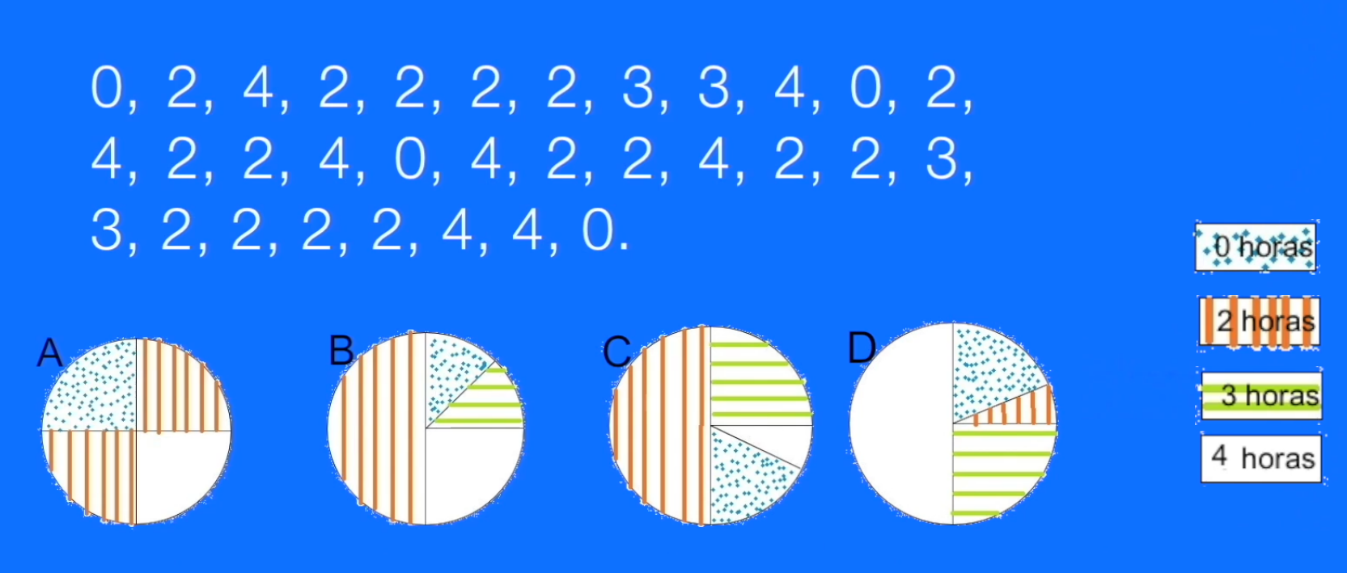 0, 2, 4, 2, 2, 2, 2, 3, 3, 4, 0, 2,
4, 2, 2, 4, 0, 4, 2, 2, 4, 2, 2, 3,
3, 2, 2, 2, 2, 4, 4, 0.
0 horas
2 horas
3 horas
4 horas
A
B
C
D